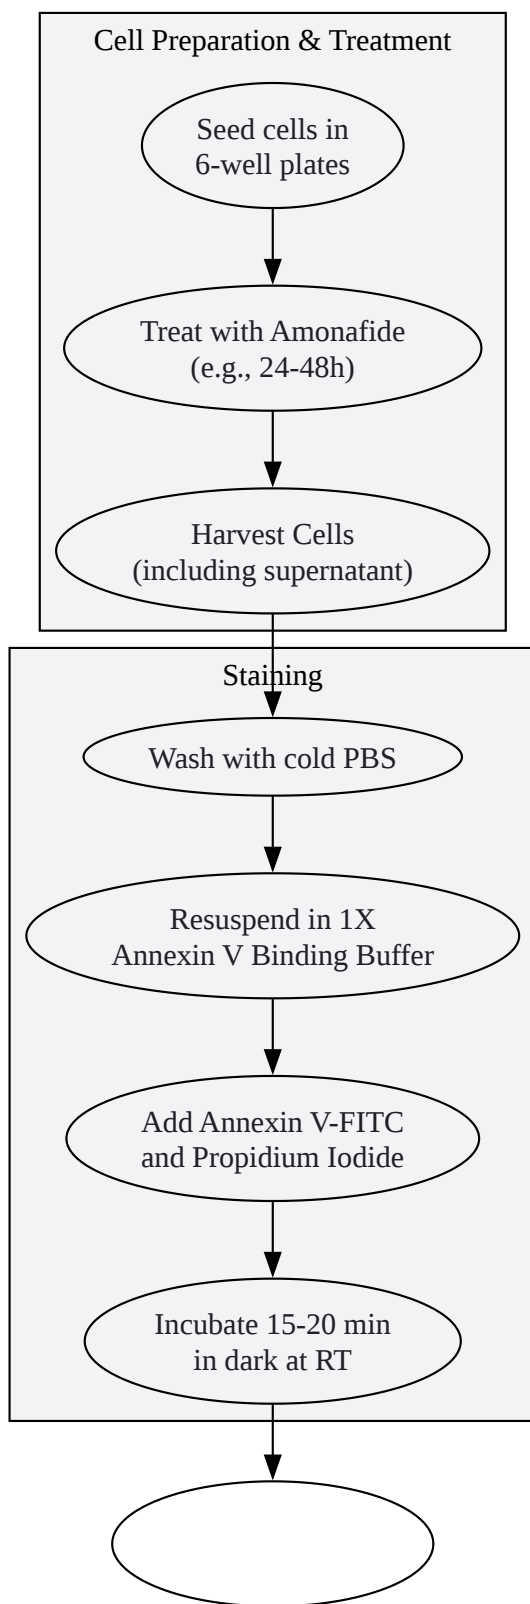 Cell Preparation & Treatment
Seed cells in
6-well plates
Treat with Amonafide
(e.g., 24-48h)
Harvest Cells
(including supernatant)
Staining
Wash with cold PBS
Resuspend in 1X
Annexin V Binding Buffer
Add Annexin V-FITC
and Propidium Iodide
Incubate 15-20 min
in dark at RT